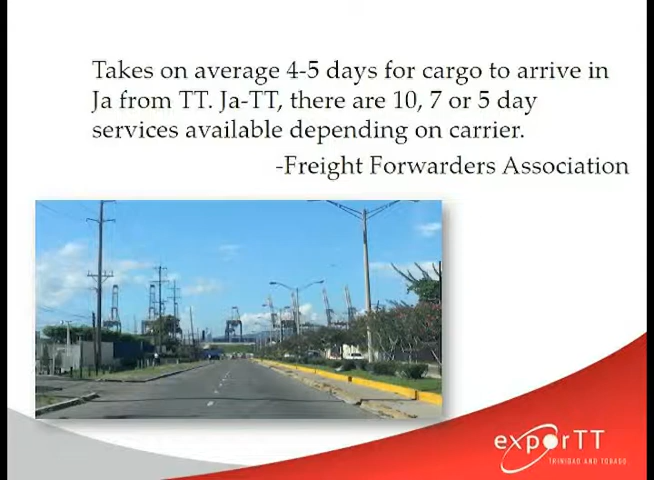 Takes on average 4-5 days for cargo to arrive in
Ja from TT. Ja-TT, there are 10, 7 or 5 day
services available depending on carrier.
-Freight Forwarders Association
exporTT
TRINIDAD AND TOBAGO